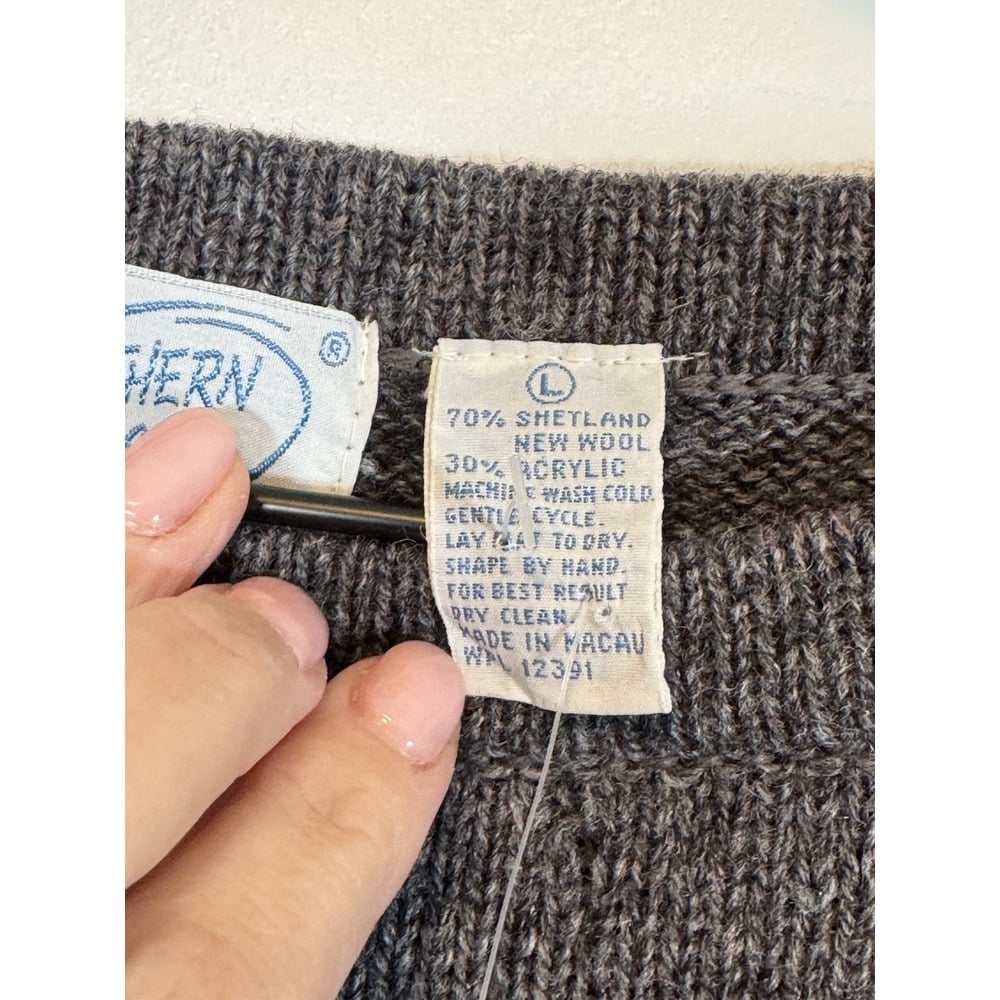 HERN
®
L
70% SHETLAND
NEW WOOL
30% ACRYLIC
MACHINE WASH COLD.
GENTLE CYCLE.
LAY FLAT TO DRY.
SHAPE BY HAND.
FOR BEST RESULT
DRY CLEAN.
MADE IN MACAU
WPL 12391